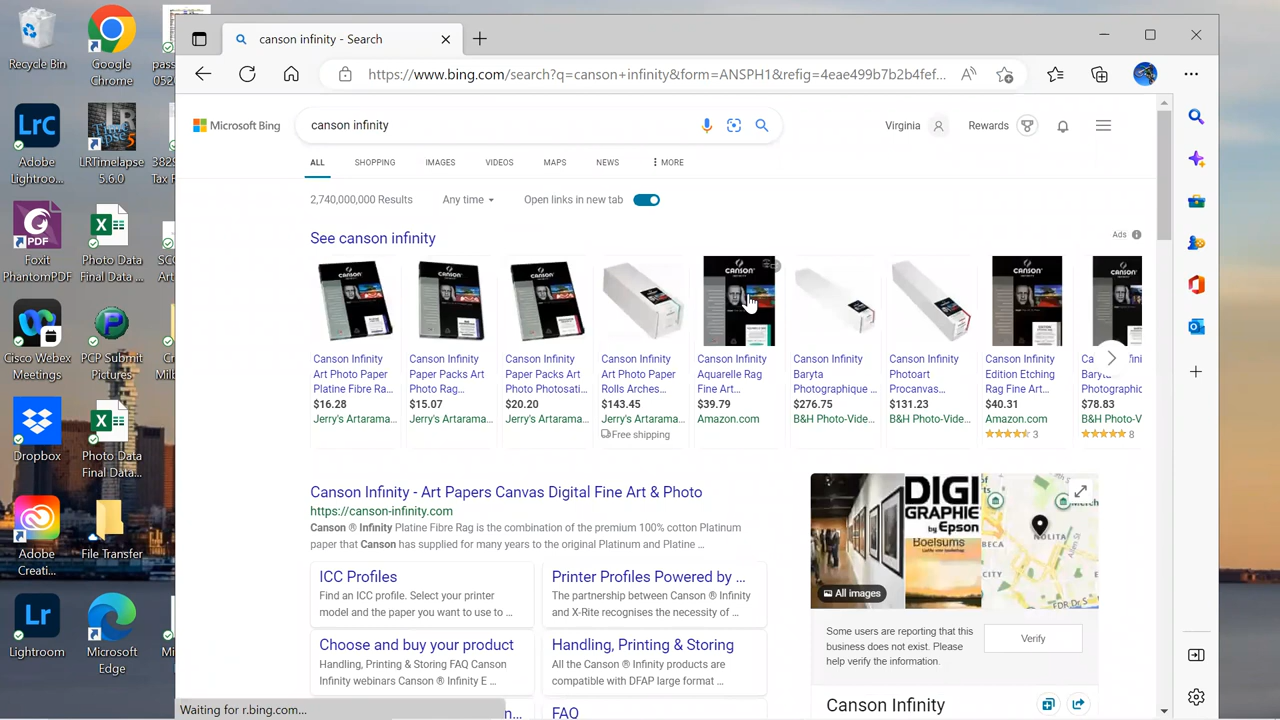 Recycle Bin
Google
Chrome
pass
052
Adobe
Lightroo...
LRTimelapse
5.6.0
3829
Tax F
Foxit
PhantomPDF
Photo Data
Final Data...
SCC
Art
Cisco Webex
Meetings
PCP Submit
Pictures
Cr
Milb
Dropbox
Photo Data
Final Data...
Adobe
Creati...
File Transfer
Lightroom
Microsoft
Edge
Mi
canson infinity - Search
https://www.bing.com/search?q=canson+infinity&form=ANSPH1&refig=4eae499b7b2b4fef...
Microsoft Bing
canson infinity
Virginia
Rewards
ALL
SHOPPING
IMAGES
VIDEOS
MAPS
NEWS
MORE
2,740,000,000 Results
Any time
Open links in new tab
See canson infinity
Ads
Canson Infinity
Art Photo Paper
Platine Fibre Ra...
$16.28
Jerry's Artarama...
Canson Infinity
Paper Packs Art
Photo Rag...
$15.07
Jerry's Artarama...
Canson Infinity
Paper Packs Art
Photo Photosati...
$20.20
Jerry's Artarama...
Canson Infinity
Art Photo Paper
Rolls Arches...
$143.45
Jerry's Artarama...
Free shipping
Canson Infinity
Aquarelle Rag
Fine Art...
$39.79
Amazon.com
Canson Infinity
Baryta
Photographique ...
$276.75
B&H Photo-Vide...
Canson Infinity
Photoart
Procanvas...
$131.23
B&H Photo-Vide...
Canson Infinity
Edition Etching
Rag Fine Art...
$40.31
Amazon.com
3
Ca nfini
Baryta
Photographic
$78.83
B&H Photo-V
8
Canson Infinity - Art Papers Canvas Digital Fine Art & Photo
https://canson-infinity.com
Canson ® Infinity Platine Fibre Rag is the combination of the premium 100% cotton Platinum
paper that Canson has supplied for many years to the original Platinum and Platine ...
ICC Profiles
Find an ICC profile. Select your printer
model and the paper you want to use to ...
Printer Profiles Powered by ...
The partnership between Canson ® Infinity
and X-Rite recognises the necessity of ...
Choose and buy your product
Handling, Printing & Storing FAQ Canson
Infinity webinars Canson ® Infinity E ...
Handling, Printing & Storing
All the Canson ® Infinity products are
compatible with DFAP large format ...
n...
FAQ
DIGI
GRAPHIE
by Epson
Boelsums
All images
BECA
NOLITA
FDR Dr S
Some users are reporting that this
business does not exist. Please
help verify the information.
Verify
Canson Infinity
Waiting for r.bing.com...